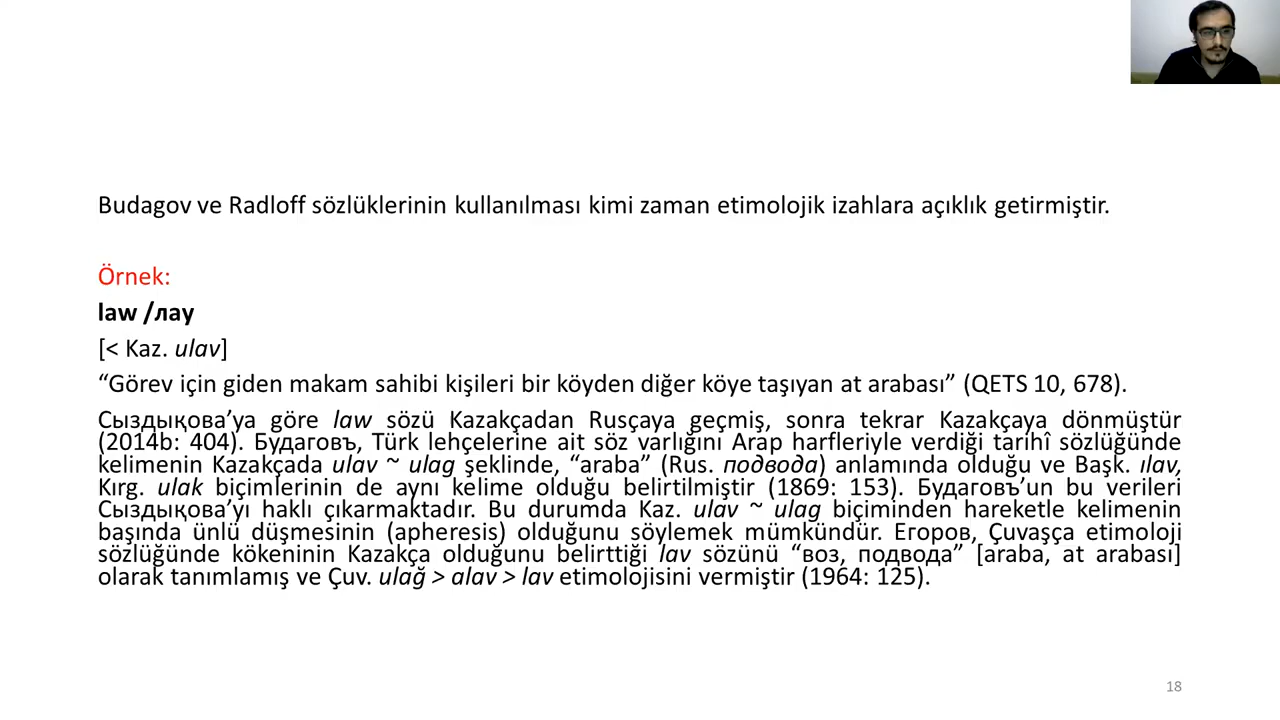 Budagov ve Radloff sözlüklerinin kullanılması kimi zaman etimolojik izahlara açıklık getirmiştir.
Örnek:
law /лау
[< Kaz. ulav]
“Görev için giden makam sahibi kişileri bir köyden diğer köye taşıyan at arabası” (QETS 10, 678).
Сыздықова’ya göre law sözü Kazakçadan Rusçaya geçmiş, sonra tekrar Kazakçaya dönmüştür
(2014b: 404). Будаговъ, Türk lehçelerine ait söz varlığını Arap harfleriyle verdiği tarihî sözlüğünde
kelimenin Kazakçada ulav ~ ulag şeklinde, “araba” (Rus. подвода) anlamında olduğu ve Başk. ılav,
Kırg. ulak biçimlerinin de aynı kelime olduğu belirtilmiştir (1869: 153). Будаговъ’un bu verileri
Сыздықова’yı haklı çıkarmaktadır. Bu durumda Kaz. ulav ~ ulag biçiminden hareketle kelimenin
başında ünlü düşmesinin (apheresis) olduğunu söylemek mümkündür. Егоров, Çuvaşça etimoloji
sözlüğünde kökeninin Kazakça olduğunu belirttiği lav sözünü “воз, подвода” [araba, at arabası]
olarak tanımlamış ve Çuv. ulağ > alav > lav etimolojisini vermiştir (1964: 125).
18